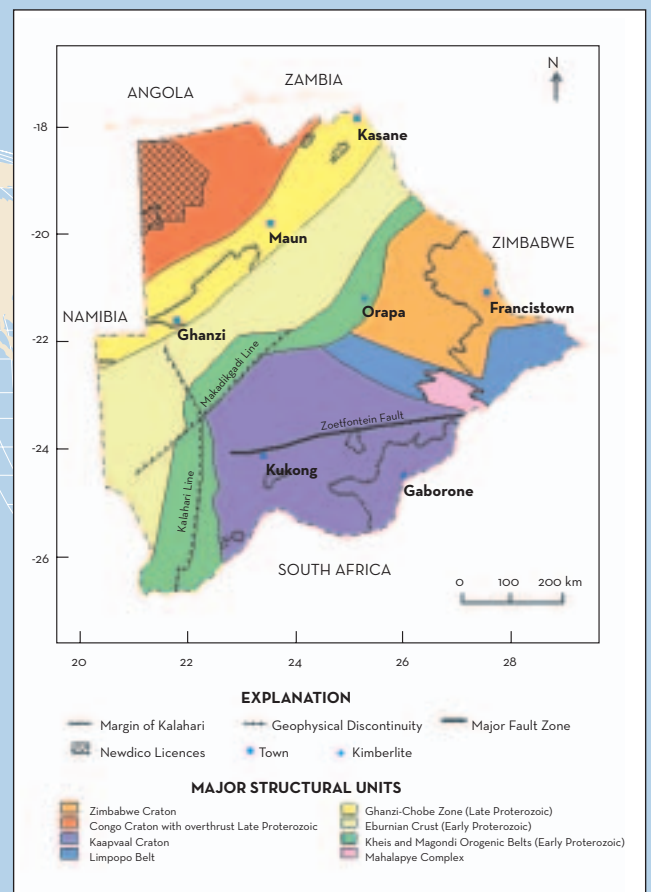 N
ANGOLA
ZAMBIA
-18
Kasane
-20
Maun
ZIMBABWE
NAMIBIA
Ghanzi
Orapa
Francistown
-22
Makadikgadi Line
Zoetfontein Fault
-24
Kukong
Gaborone
Kalahari Line
-26
SOUTH AFRICA
0 100 200 km
20 22 24 26 28
EXPLANATION
Margin of Kalahari Geophysical Discontinuity Major Fault Zone
Newdico Licences Town Kimberlite
MAJOR STRUCTURAL UNITS
Zimbabwe Craton Ghanzi-Chobe Zone (Late Proterozoic)
Congo Craton with overthrust Late Proterozoic Eburnian Crust (Early Proterozoic)
Kaapvaal Craton Kheis and Magondi Orogenic Belts (Early Proterozoic)
Limpopo Belt Mahalapye Complex